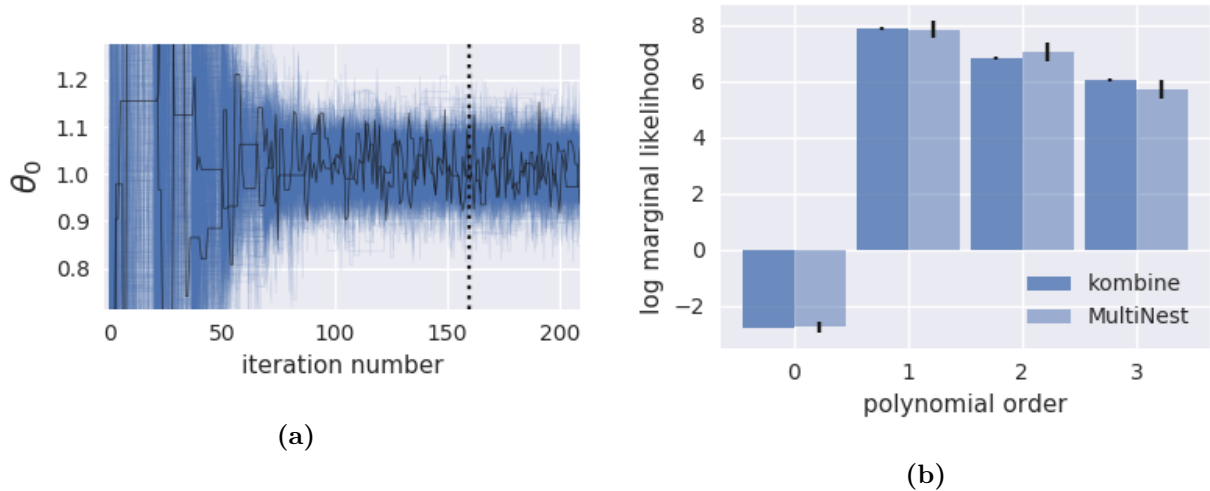 1.2
1.1
1.0
0.9
0.8
θ₀
0 50 100 150 200
iteration number
(a)
8
6
4
2
0
−2
log marginal likelihood
kombine
MultiNest
0 1 2 3
polynomial order
(b)